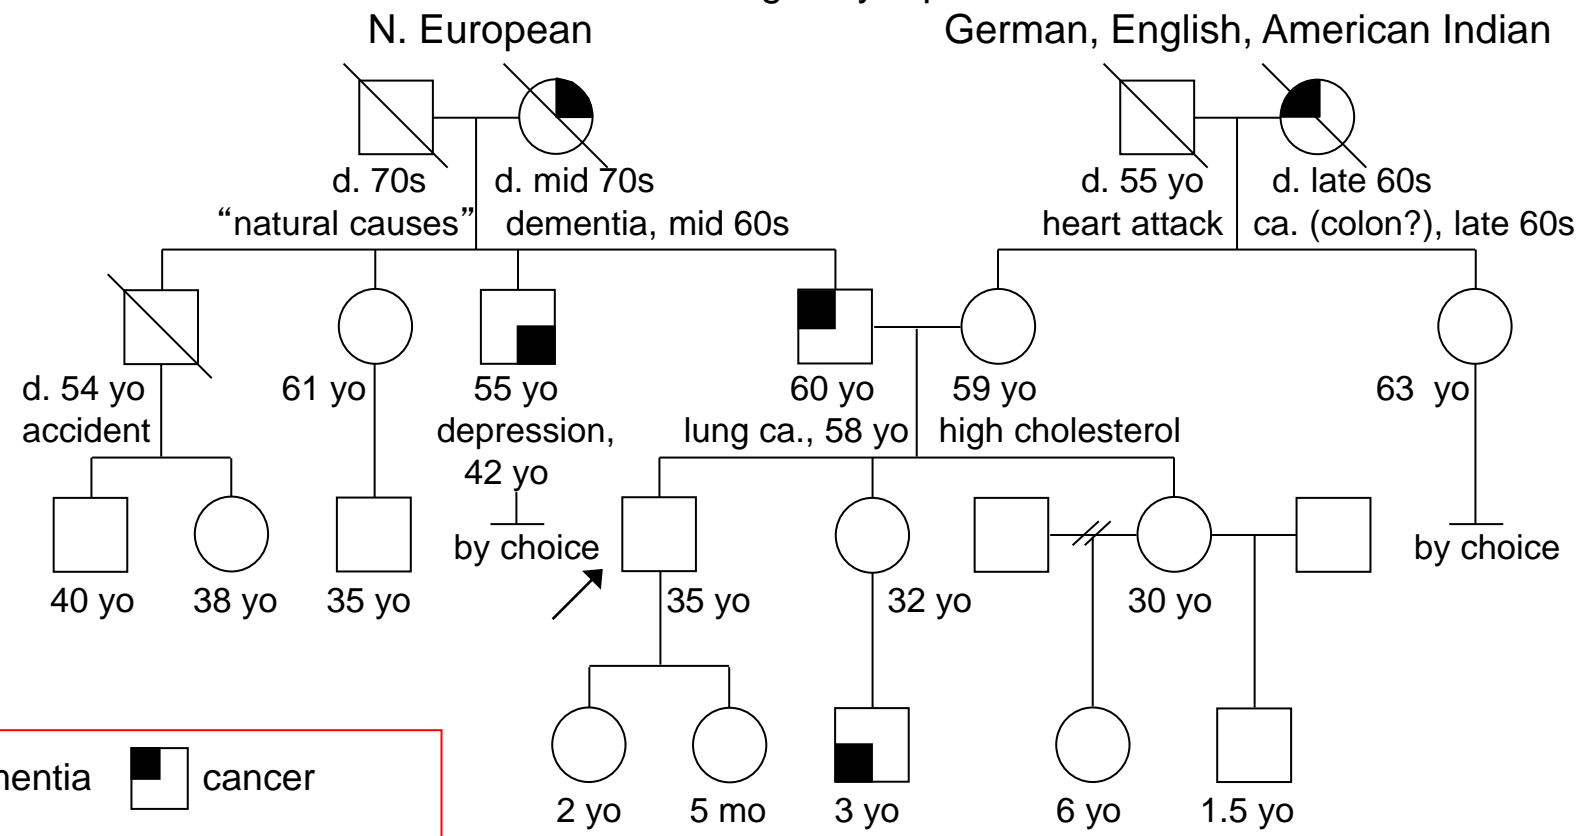 N. European
German, English, American Indian
d. 70s
d. mid 70s
d. 55 yo
d. late 60s
“natural causes”
dementia, mid 60s
heart attack
ca. (colon?), late 60s
d. 54 yo
61 yo
55 yo
60 yo
59 yo
63 yo
accident
depression,
lung ca., 58 yo
high cholesterol
42 yo
by choice
by choice
40 yo
38 yo
35 yo
35 yo
32 yo
30 yo
cancer
2 yo
5 mo
3 yo
6 yo
1.5 yo